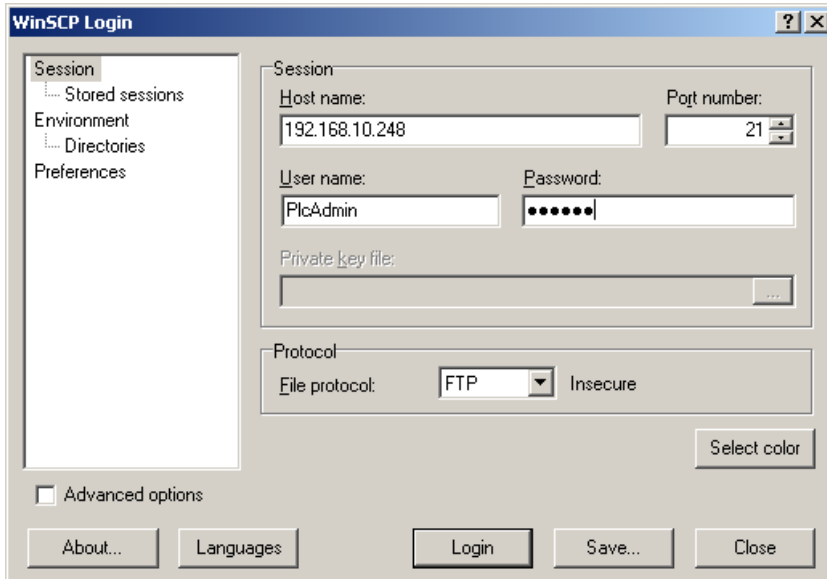 WinSCP Login
Session
Stored sessions
Environment
Directories
Preferences
Session
Host name:
Port number:
192.168.10.248
21
User name:
Password:
PlcAdmin
●●●●●●
Private key file:
...
Protocol
File protocol:
FTP
Insecure
Select color
Advanced options
About...
Languages
Login
Save...
Close